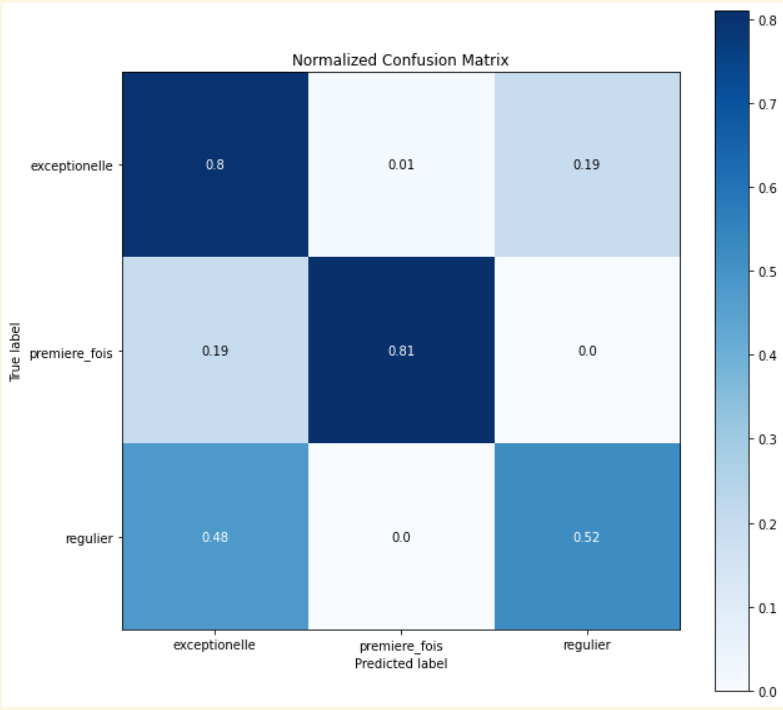 Normalized Confusion Matrix
True label
exceptionelle
0.8 0.01 0.19
premiere_fois
0.19 0.81 0.0
regulier
0.48 0.0 0.52
exceptionelle premiere_fois regulier
Predicted label
0.8
0.7
0.6
0.5
0.4
0.3
0.2
0.1
0.0